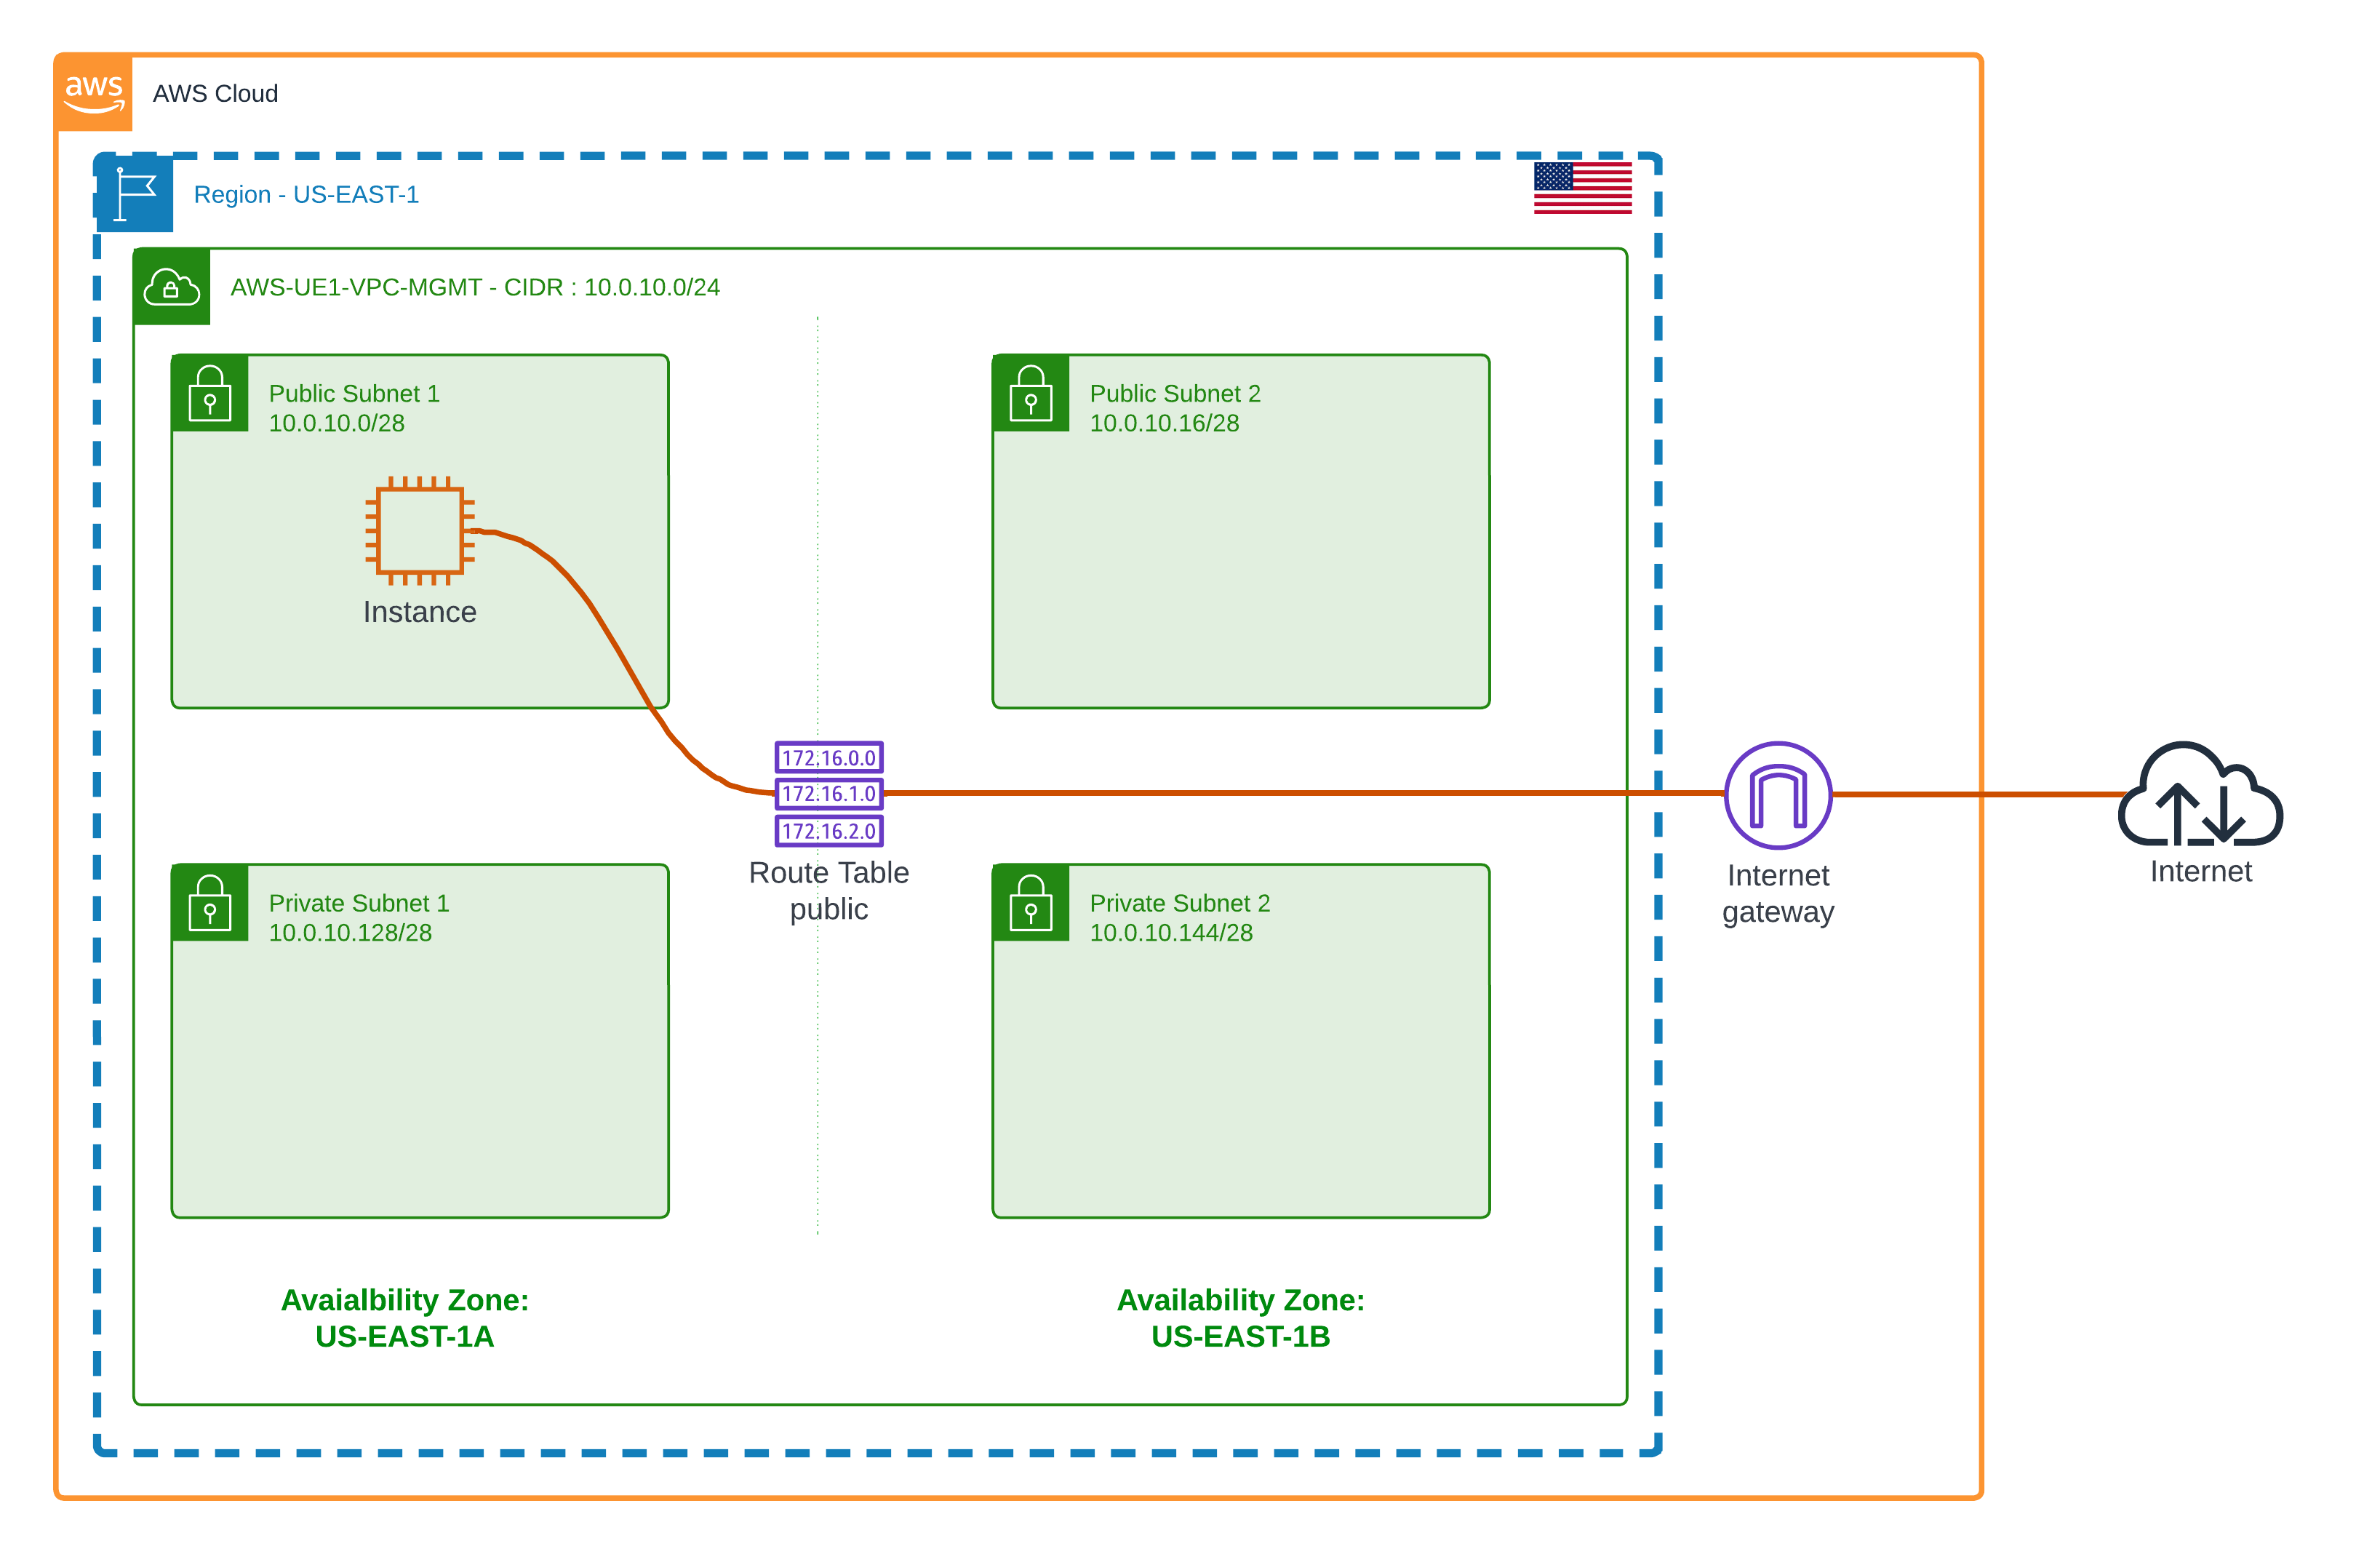 aws
AWS Cloud
Region - US-EAST-1
AWS-UE1-VPC-MGMT - CIDR : 10.0.10.0/24
Public Subnet 1
10.0.10.0/28
Public Subnet 2
10.0.10.16/28
Instance
172.16.0.0
172.16.1.0
172.16.2.0
Route Table
public
Internet
gateway
Internet
Private Subnet 1
10.0.10.128/28
Private Subnet 2
10.0.10.144/28
Avaialbility Zone:
US-EAST-1A
Availability Zone:
US-EAST-1B